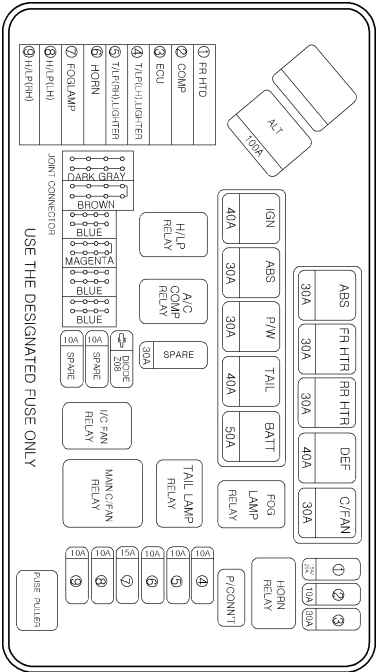 ① FR HTD
② COMP
③ ECU
④ T/LP(LH),LIGHTER
⑤ T/LP(RH),LIGHTER
⑥ HORN
⑦ FOGLAMP
⑧ H/LP(LH)
⑨ H/LP(RH)
ALT
100A
JOINT CONNECTOR
DARK GRAY
BROWN
BLUE
MAGENTA
BLUE
BLUE
USE THE DESIGNATED FUSE ONLY
H/LP
RELAY
A/C
COMP
RELAY
IGN
40A
ABS
30A
P/W
30A
TAIL
40A
BATT
50A
ABS
30A
FR HTR
30A
RR HTR
30A
DEF
40A
C/FAN
30A
10A
SPARE
10A
SPARE
DIODE
Z08
30A
SPARE
I/C FAN
RELAY
MAIN C/FAN
RELAY
TAIL LAMP
RELAY
FOG
LAMP
RELAY
HORN
RELAY
P/CONN'T
①
10A
②
30A
③
10A
④
10A
⑤
10A
⑥
15A
⑦
10A
⑧
10A
⑨
FUSE PULLER